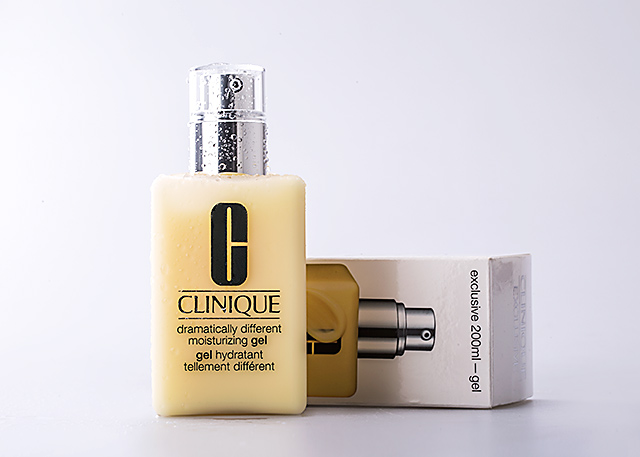 C
CLINIQUE
dramatically different
moisturizing gel
gel hydratant
tellement différent
exclusive 200ml—gel